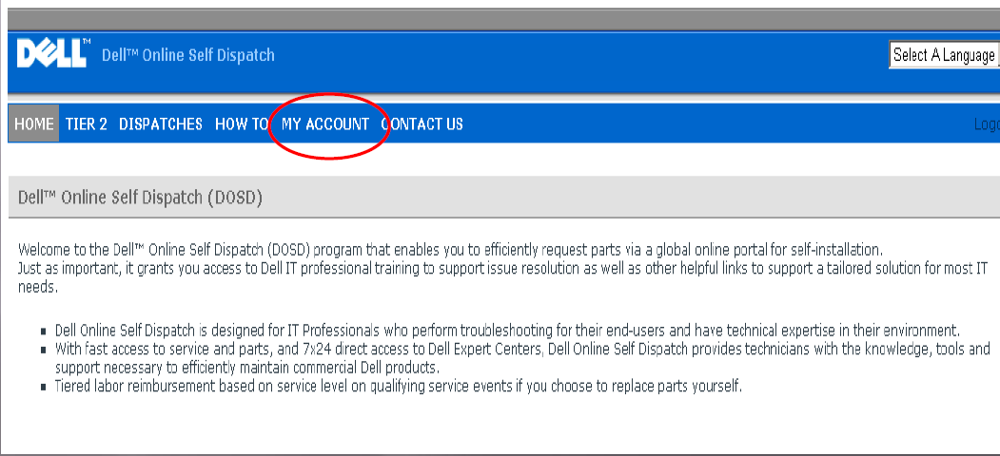 DELL™ Dell™ Online Self Dispatch
Select A Language
HOME TIER 2 DISPATCHES HOW TO MY ACCOUNT CONTACT US
Dell™ Online Self Dispatch (DOSD)
Welcome to the Dell™ Online Self Dispatch (DOSD) program that enables you to efficiently request parts via a global online portal for self-installation.
Just as important, it grants you access to Dell IT professional training to support issue resolution as well as other helpful links to support a tailored solution for most IT
needs.
▪ Dell Online Self Dispatch is designed for IT Professionals who perform troubleshooting for their end-users and have technical expertise in their environment.
▪ With fast access to service and parts, and 7x24 direct access to Dell Expert Centers, Dell Online Self Dispatch provides technicians with the knowledge, tools and
support necessary to efficiently maintain commercial Dell products.
▪ Tiered labor reimbursement based on service level on qualifying service events if you choose to replace parts yourself.